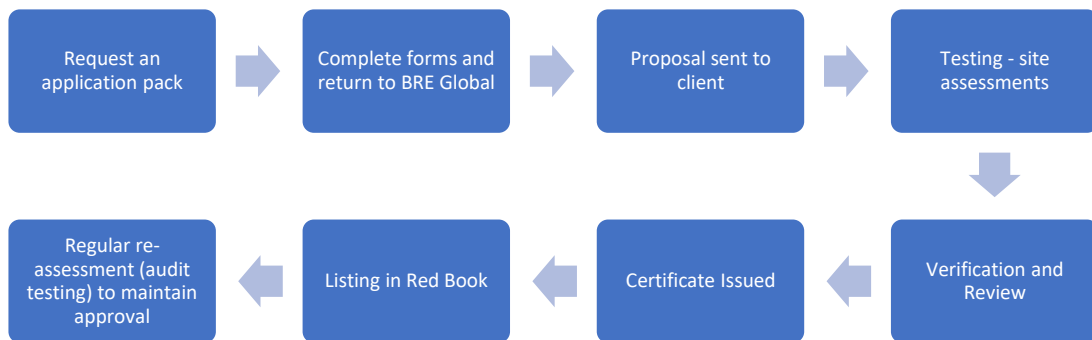 Request an
application pack
Complete forms and
return to BRE Global
Proposal sent to
client
Testing - site
assessments
Verification and
Review
Certificate Issued
Listing in Red Book
Regular re-
assessment (audit
testing) to maintain
approval